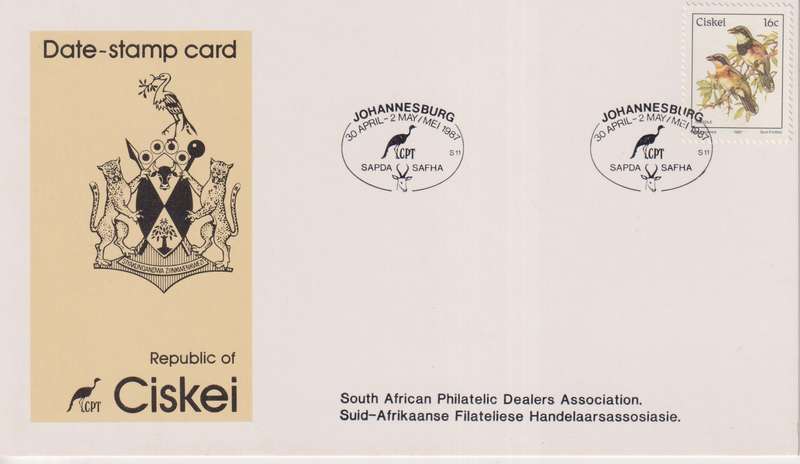 Date-stamp card
Ciskei 16c
1987
JOHANNESBURG
30 APRIL-2 MAY/MEI 1987
CPT
S11
SAPDA SAFHA
JOHANNESBURG
30 APRIL-2 MAY/MEI 1987
CPT
S11
SAPDA SAFHA
Republic of
CPT Ciskei
South African Philatelic Dealers Association.
Suid-Afrikaanse Filateliese Handelaarsassosiasie.